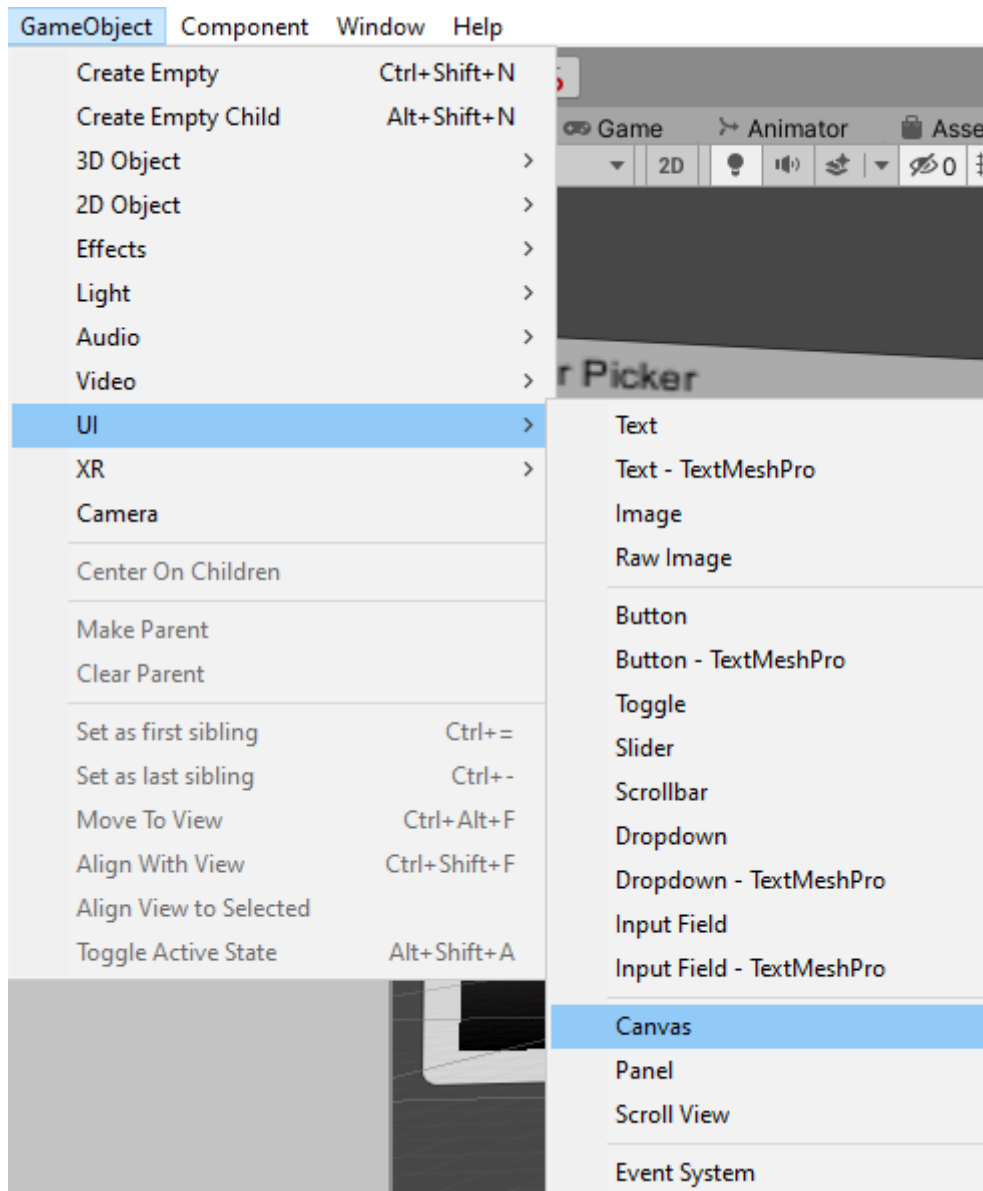 GameObject Component Window Help
Create Empty Ctrl+Shift+N
Create Empty Child Alt+Shift+N
3D Object
2D Object
Effects
Light
Audio
Video
UI
XR
Camera
Center On Children
Make Parent
Clear Parent
Set as first sibling Ctrl+=
Set as last sibling Ctrl+-
Move To View Ctrl+Alt+F
Align With View Ctrl+Shift+F
Align View to Selected
Toggle Active State Alt+Shift+A
Game Animator Asse
2D 0
r Picker
Text
Text - TextMeshPro
Image
Raw Image
Button
Button - TextMeshPro
Toggle
Slider
Scrollbar
Dropdown
Dropdown - TextMeshPro
Input Field
Input Field - TextMeshPro
Canvas
Panel
Scroll View
Event System